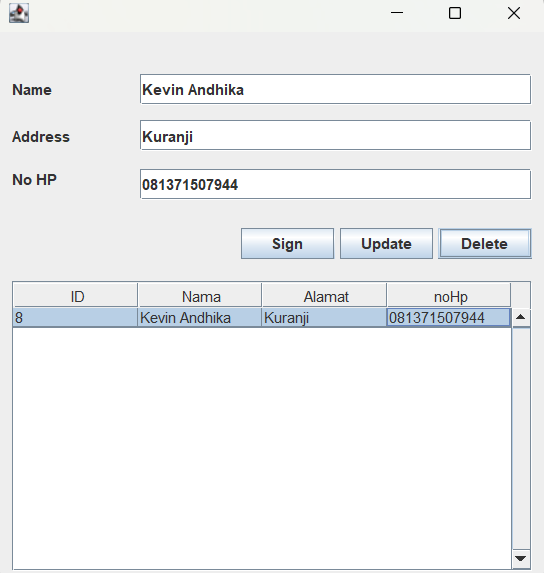 Name Kevin Andhika
Address Kuranji
No HP 081371507944
Sign Update Delete
ID Nama Alamat noHp
8 Kevin Andhika Kuranji 081371507944